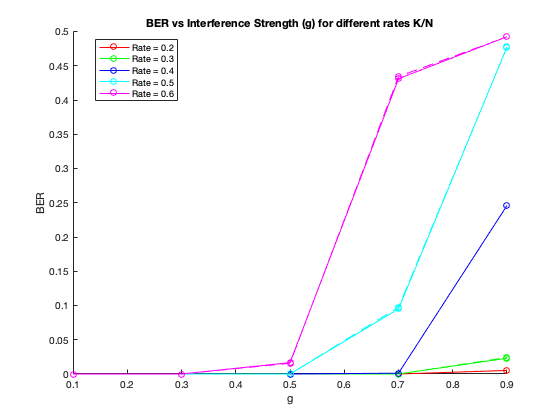 BER vs Interference Strength (g) for different rates K/N
Rate = 0.2
Rate = 0.3
Rate = 0.4
Rate = 0.5
Rate = 0.6
BER
0.5
0.45
0.4
0.35
0.3
0.25
0.2
0.15
0.1
0.05
0
0.1 0.2 0.3 0.4 0.5 0.6 0.7 0.8 0.9
g